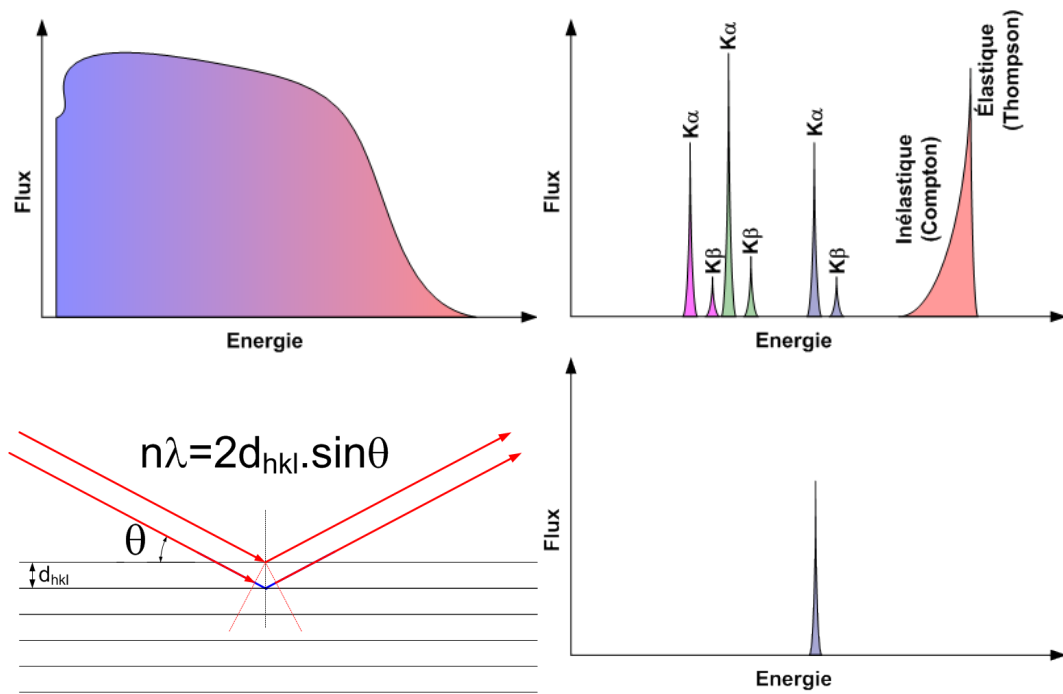 Flux
Energie
Flux
Kα
Kβ
Kα
Kβ
Kα
Kβ
Inélastique
(Compton)
Élastique
(Thompson)
Energie
nλ=2dhkl.sinθ
θ
dhkl
Flux
Energie